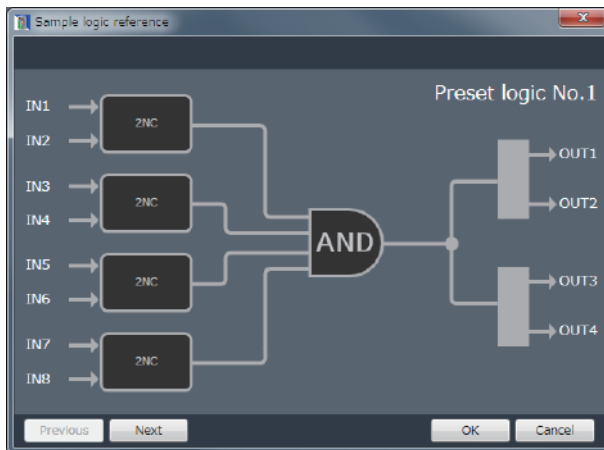 Sample logic reference
Preset logic No.1
IN1
2NC
IN2
OUT1
IN3
2NC
OUT2
IN4
AND
IN5
2NC
OUT3
IN6
OUT4
IN7
2NC
IN8
Previous
Next
OK
Cancel